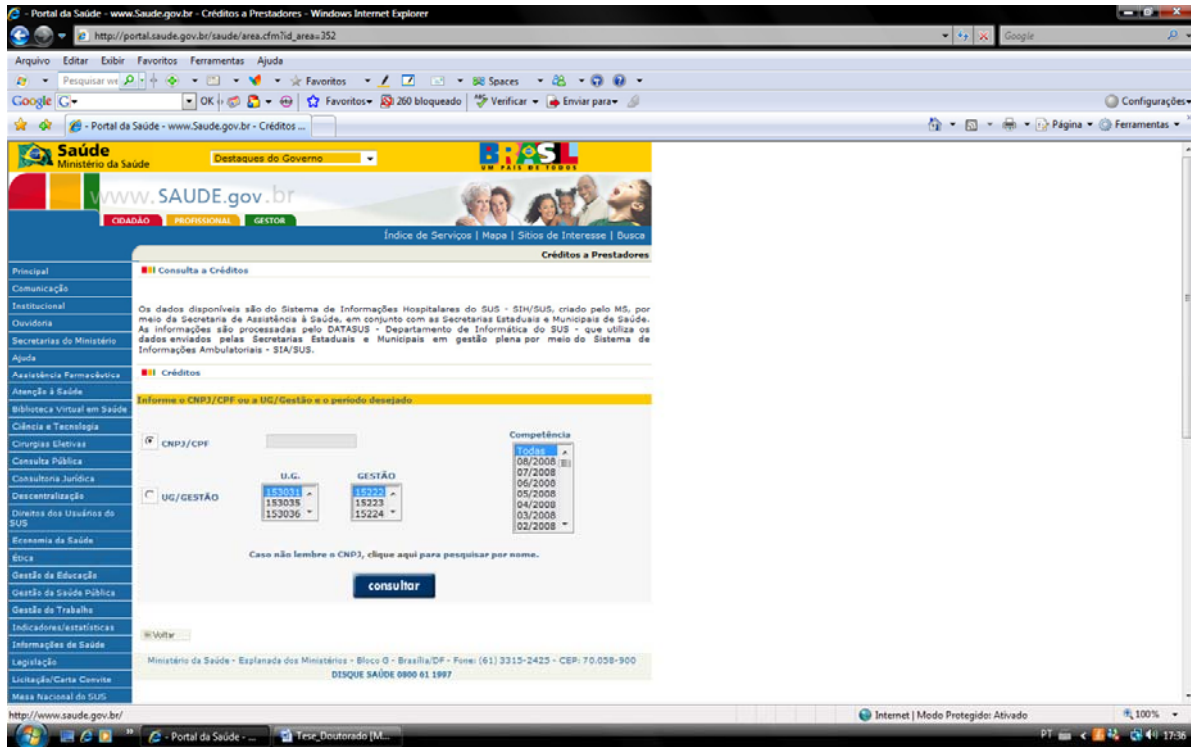 - Portal da Saúde - www.Saude.gov.br - Créditos a Prestadores - Windows Internet Explorer
http://portal.saude.gov.br/saude/area.cfm?id_area=352
Google
Arquivo Editar Exibir Favoritos Ferramentas Ajuda
Pesquisar we Favoritos Spaces
Google G OK Favoritos 260 bloqueado Verificar Enviar para Configurações
- Portal da Saúde - www.Saude.gov.br - Créditos ... Página Ferramentas
Saúde
Ministério da Saúde
Destaques do Governo
BRASIL
UM PAÍS DE TODOS
www.SAUDE.gov.br
CIDADÃO PROFISSIONAL GESTOR
Índice de Serviços | Mapa | Sítios de Interesse | Busca
Créditos a Prestadores
Principal
Comunicação
Institucional
Ouvidoria
Secretarias do Ministério
Ajuda
Assistência Farmacêutica
Atenção à Saúde
Biblioteca Virtual em Saúde
Ciência e Tecnologia
Cirurgias Eletivas
Consulta Pública
Consultoria Jurídica
Descentralização
Direitos dos Usuários do
SUS
Economia da Saúde
Ética
Gestão da Educação
Gestão da Saúde Pública
Gestão do Trabalho
Indicadores/estatísticas
Informações de Saúde
Legislação
Licitação/Carta Convite
Mesa Nacional do SUS
Consulta a Créditos
Os dados disponíveis são do Sistema de Informações Hospitalares do SUS - SIH/SUS, criado pelo MS, por
meio da Secretaria de Assistência à Saúde, em conjunto com as Secretarias Estaduais e Municipais de Saúde.
As informações são processadas pelo DATASUS - Departamento de Informática do SUS - que utiliza os
dados enviados pelas Secretarias Estaduais e Municipais em gestão plena por meio do Sistema de
Informações Ambulatoriais - SIA/SUS.
Créditos
Informe o CNPJ/CPF ou a UG/Gestão e o período desejado
CNPJ/CPF
UG/GESTÃO
U.G.
153031
153035
153036
GESTÃO
15222
15223
15224
Competência
Todas
08/2008
07/2008
06/2008
05/2008
04/2008
03/2008
02/2008
Caso não lembre o CNPJ, clique aqui para pesquisar por nome.
consultar
Voltar
Ministério da Saúde - Esplanada dos Ministérios - Bloco G - Brasília/DF - Fone: (61) 3315-2425 - CEP: 70.058-900
DISQUE SAÚDE 0800 61 1997
http://www.saude.gov.br/ Internet | Modo Protegido: Ativado 100%
- Portal da Saúde - ... Tese_Doutorado [M... PT 17:36